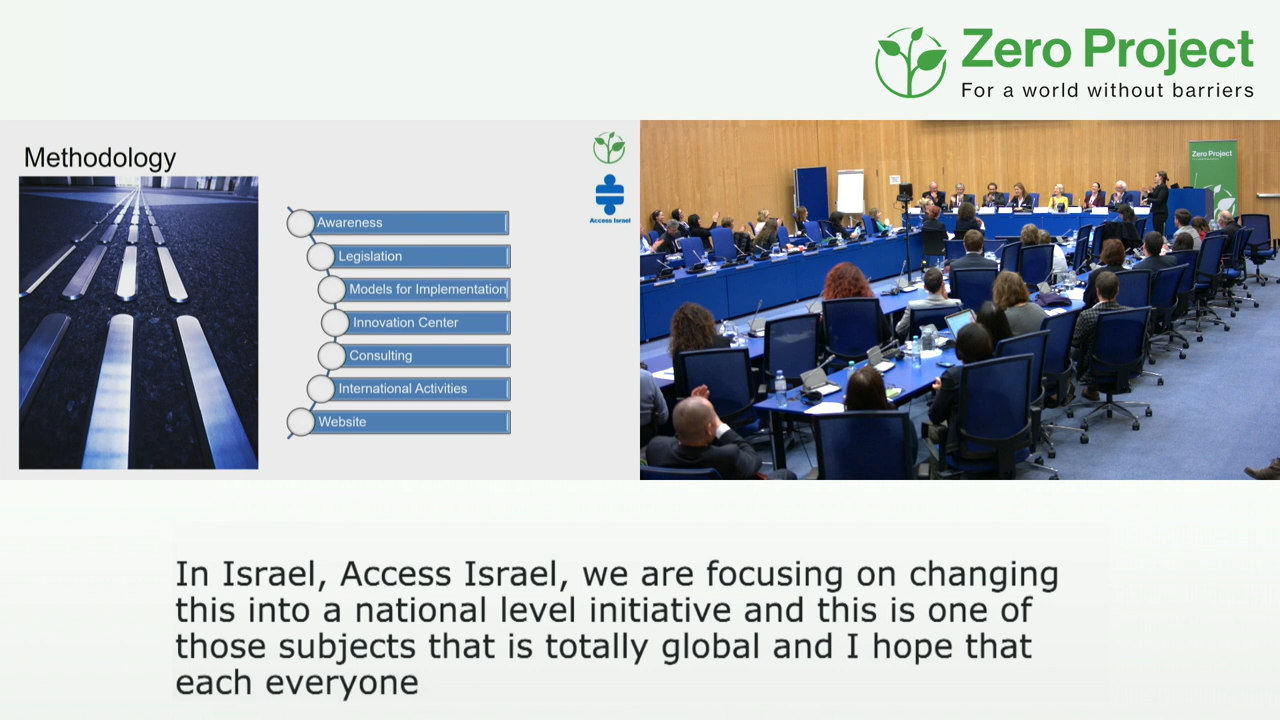 Zero Project
For a world without barriers
Methodology
Awareness
Legislation
Models for Implementation
Innovation Center
Consulting
International Activities
Website
Access Israel
Zero Project
In Israel, Access Israel, we are focusing on changing
this into a national level initiative and this is one of
those subjects that is totally global and I hope that
each everyone